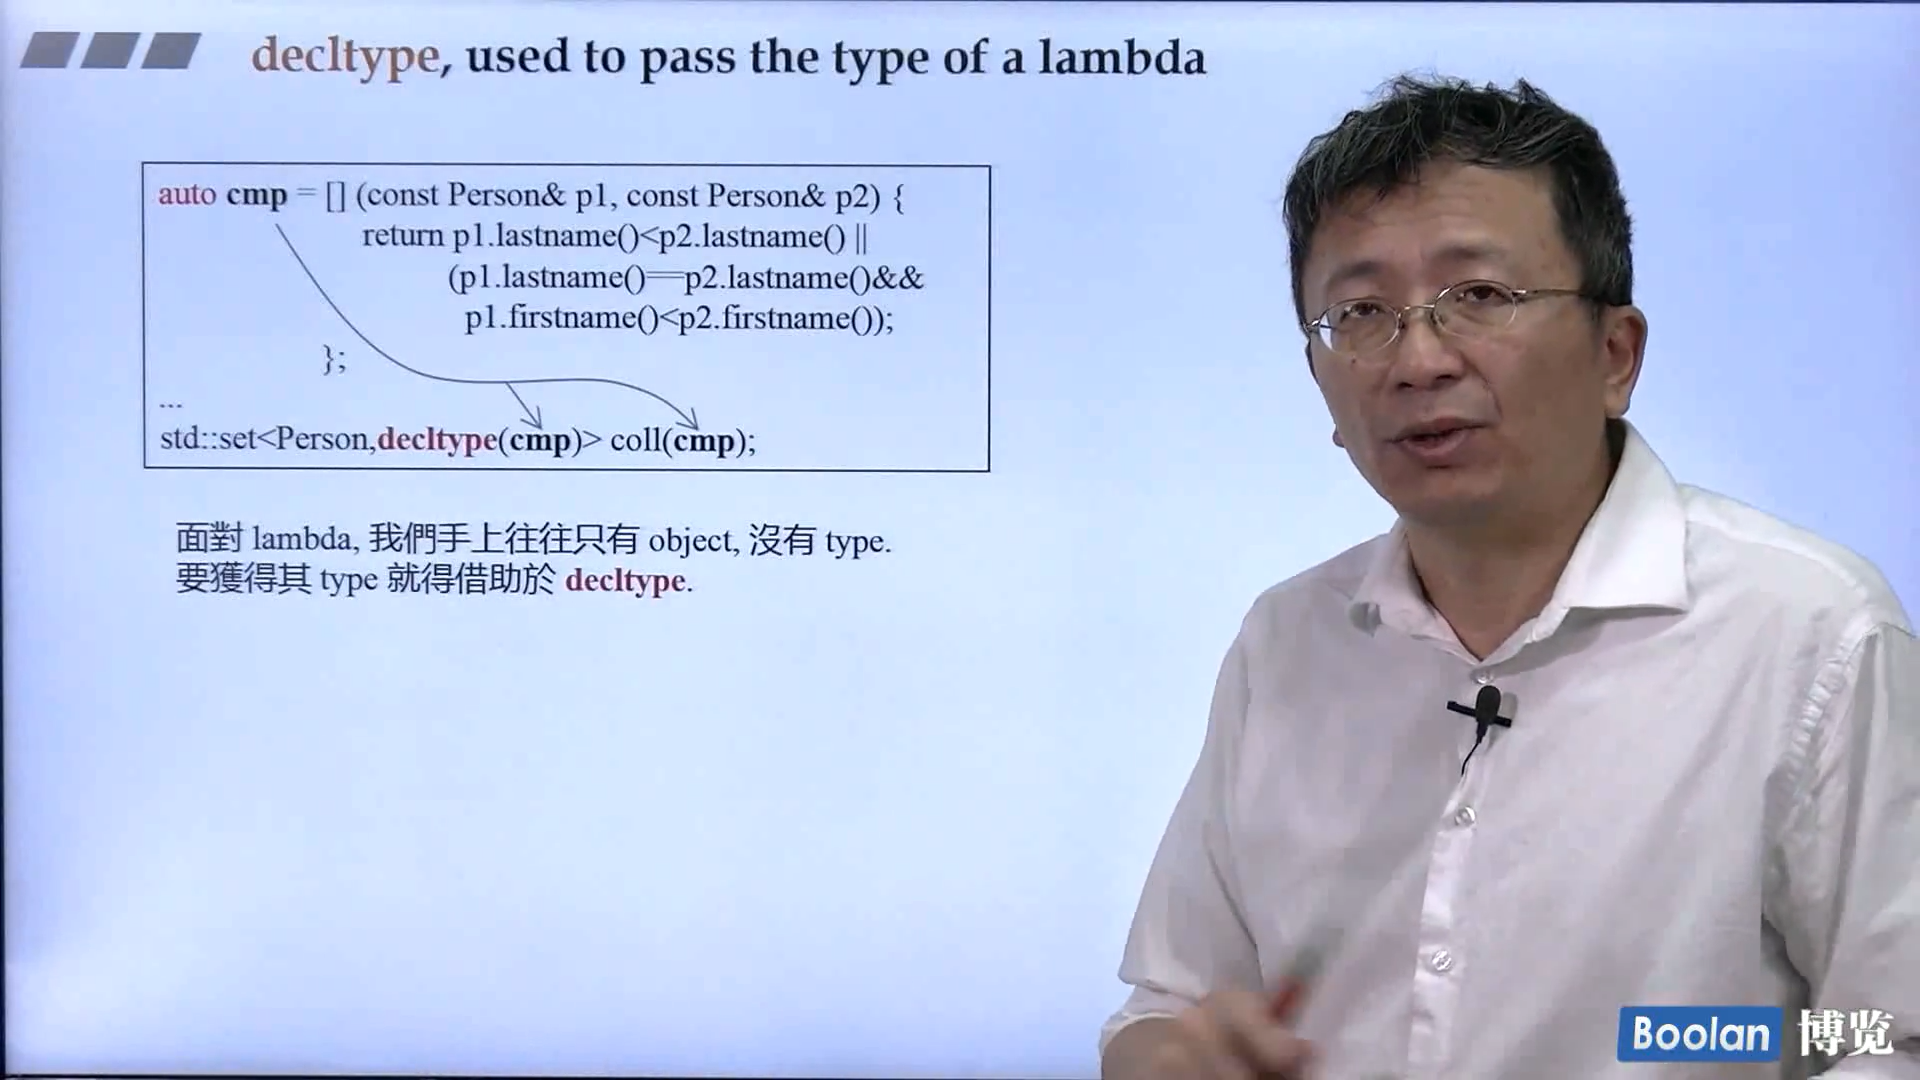 decltype, used to pass the type of a lambda
auto cmp = [] (const Person& p1, const Person& p2) {
return p1.lastname()<p2.lastname() ||
(p1.lastname()==p2.lastname()&&
p1.firstname()<p2.firstname());
};
...
std::set<Person,decltype(cmp)> coll(cmp);
面對 lambda, 我們手上往往只有 object, 沒有 type.
要獲得其 type 就得借助於 decltype.
Boolan 博览